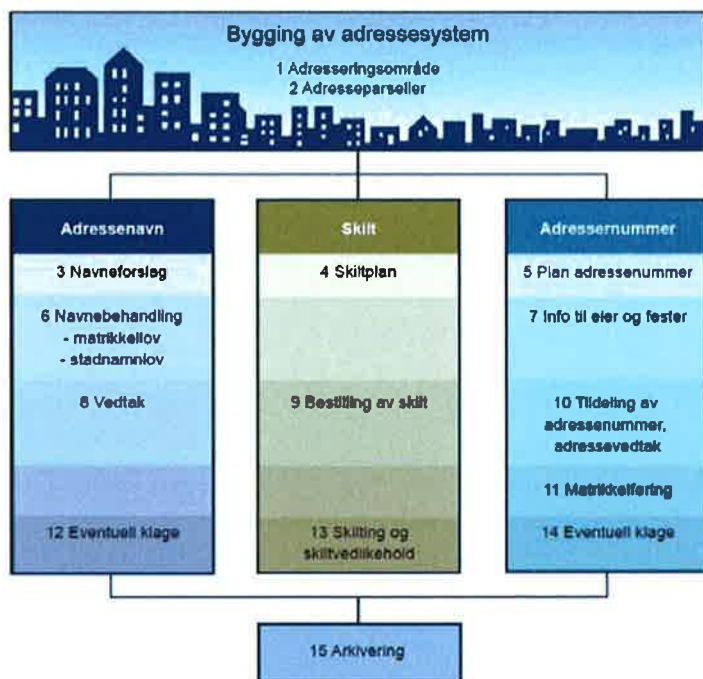 Bygging av adressesystem
1 Adresseringsområde
2 Adresseparseller
Adressenavn
3 Navneforslag
6 Navnebehandling
- matrikkellov
- stadnamnlov
8 Vedtak
12 Eventuell klage
Skilt
4 Skiltplan
9 Bestilling av skilt
13 Skilting og
skiltvedlikehold
Adressernummer
5 Plan adressenummer
7 Info til eier og fester
10 Tildeling av
adressenummer,
adressevedtak
11 Matrikkelføring
14 Eventuell klage
15 Arkivering